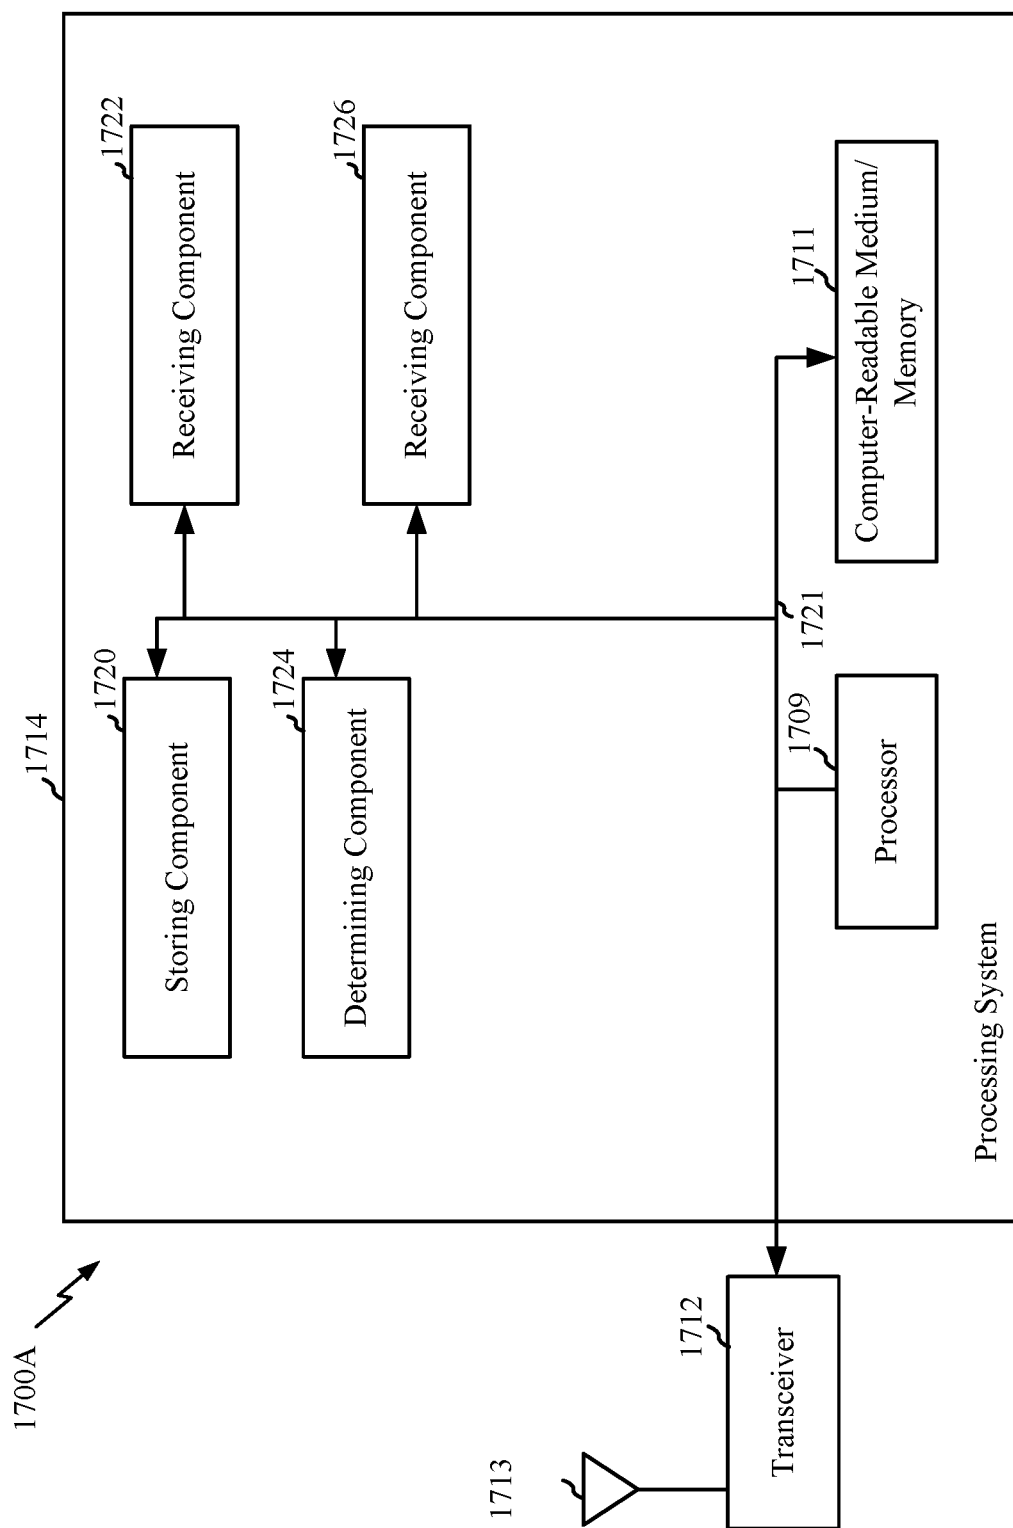 1700A
1714
1720
Storing Component
1722
Receiving Component
1724
Determining Component
1726
Receiving Component
1713
1712
Transceiver
1721
1709
Processor
1711
Computer-Readable Medium/
Memory
Processing System